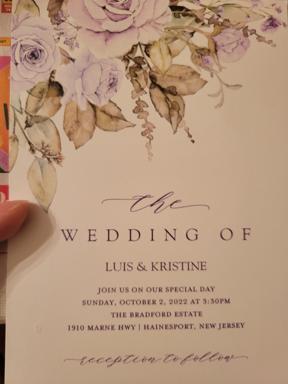 the
WEDDING OF
LUIS & KRISTINE
JOIN US ON OUR SPECIAL DAY
SUNDAY, OCTOBER 2, 2022 AT 3:30PM
THE BRADFORD ESTATE
1910 MARNE HWY | HAINESPORT, NEW JERSEY
reception to follow